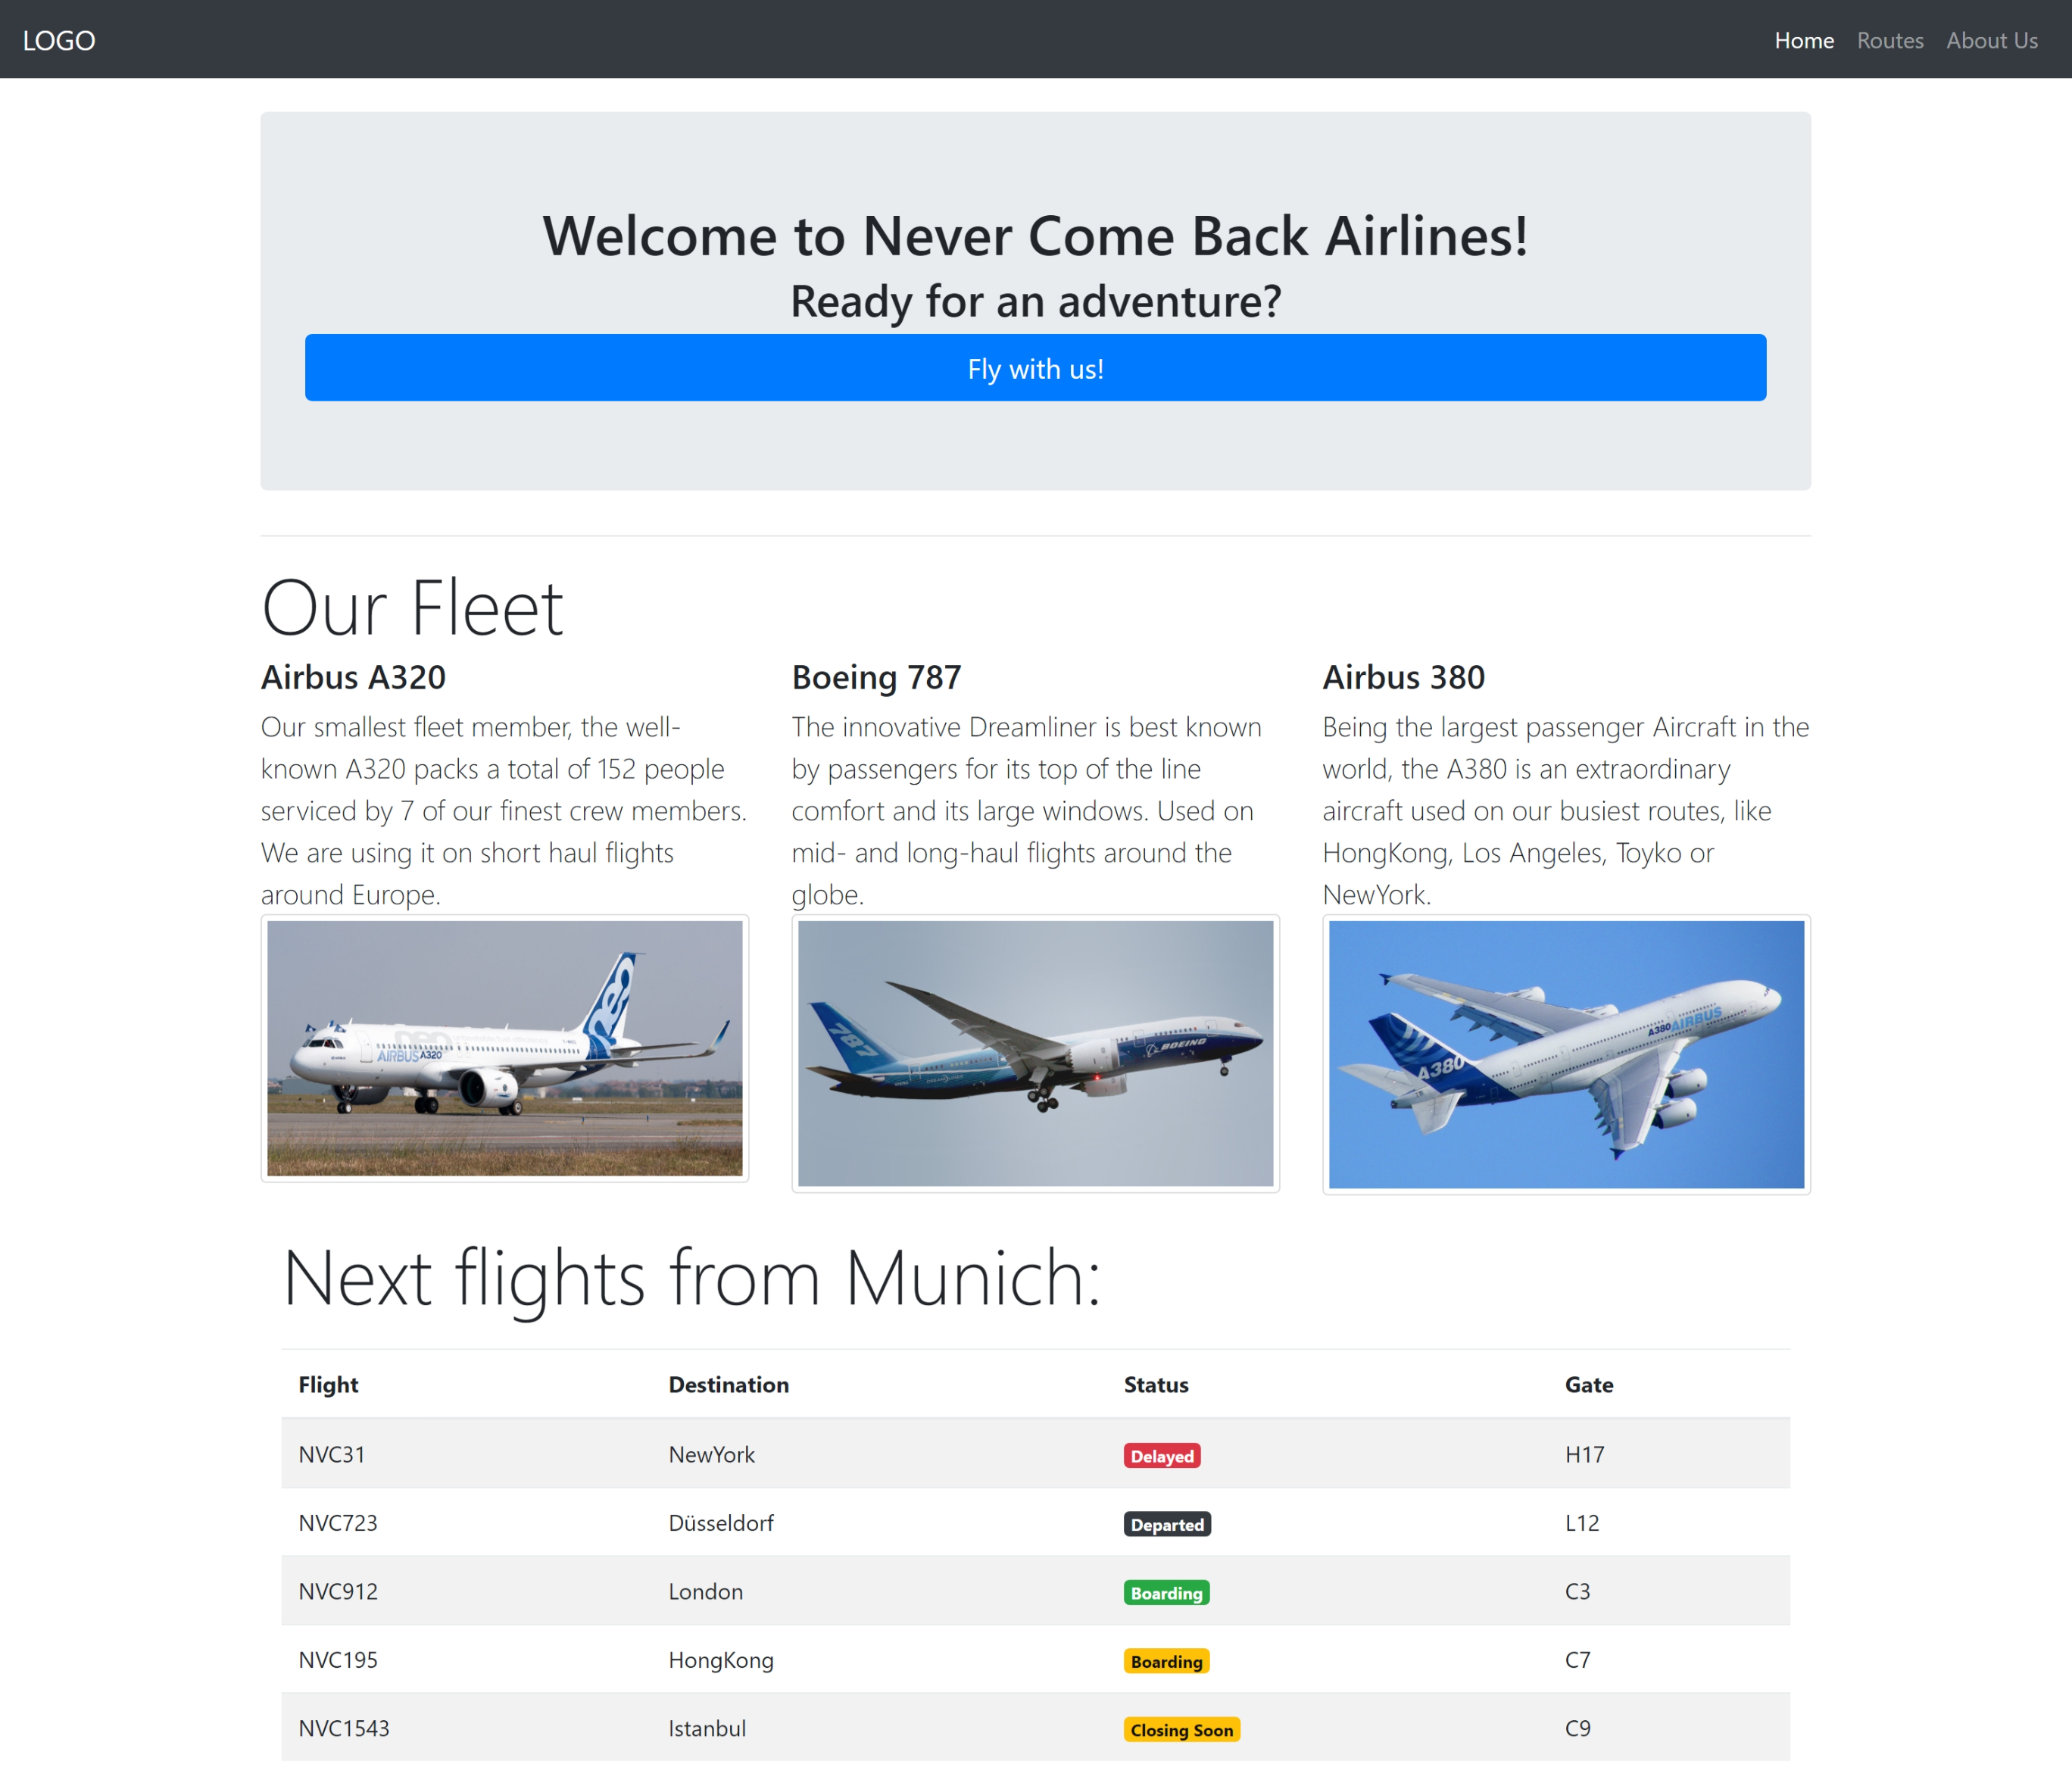 LOGO
Home Routes About Us
Welcome to Never Come Back Airlines!
Ready for an adventure?
Fly with us!
Our Fleet
Airbus A320
Our smallest fleet member, the well-
known A320 packs a total of 152 people
serviced by 7 of our finest crew members.
We are using it on short haul flights
around Europe.
neo
AIRBUS A320
Boeing 787
The innovative Dreamliner is best known
by passengers for its top of the line
comfort and its large windows. Used on
mid- and long-haul flights around the
globe.
787
BOEING
Airbus 380
Being the largest passenger Aircraft in the
world, the A380 is an extraordinary
aircraft used on our busiest routes, like
HongKong, Los Angeles, Toyko or
NewYork.
A380 AIRBUS
A380
Next flights from Munich:
Flight Destination Status Gate
NVC31 NewYork Delayed H17
NVC723 Düsseldorf Departed L12
NVC912 London Boarding C3
NVC195 HongKong Boarding C7
NVC1543 Istanbul Closing Soon C9